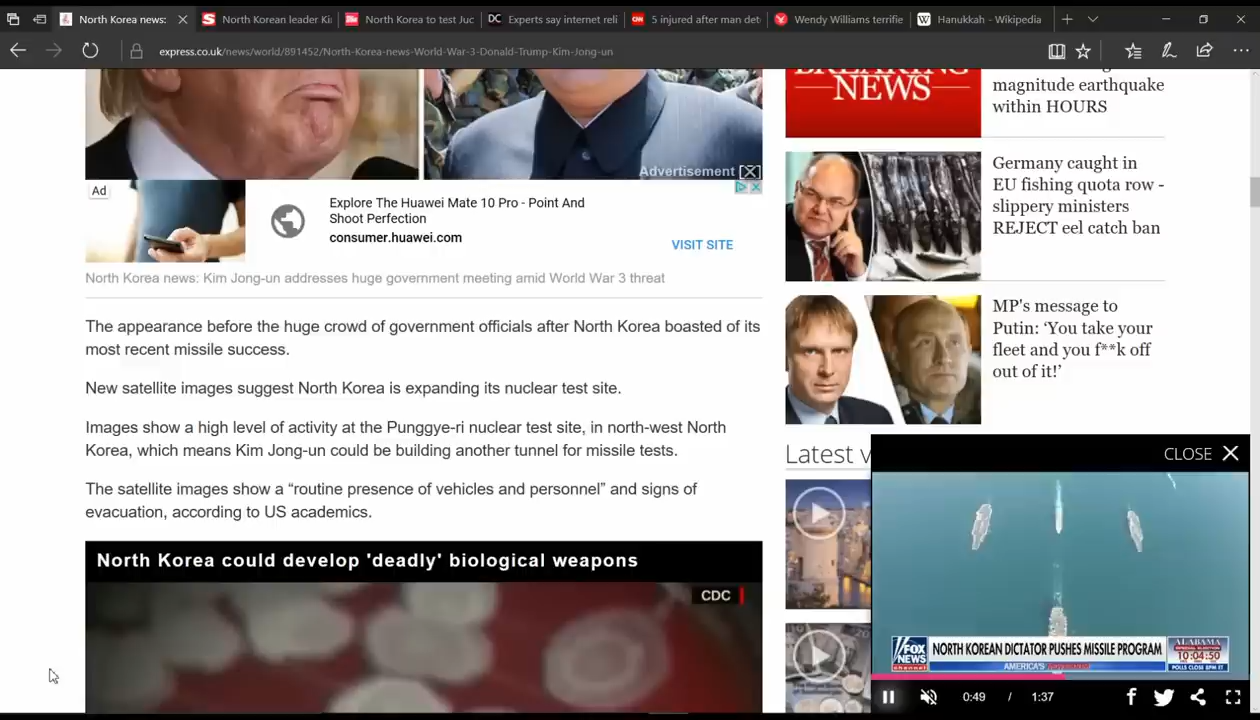 North Korea news:
North Korean leader Ki
North Korea to test Juc
Experts say internet reli
5 injured after man det
Wendy Williams terrifie
Hanukkah - Wikipedia
express.co.uk/news/world/891452/North-Korea-news-World-War-3-Donald-Trump-Kim-Jong-un
Advertisement
Ad
Explore The Huawei Mate 10 Pro - Point And
Shoot Perfection
consumer.huawei.com
VISIT SITE
North Korea news: Kim Jong-un addresses huge government meeting amid World War 3 threat
The appearance before the huge crowd of government officials after North Korea boasted of its
most recent missile success.
New satellite images suggest North Korea is expanding its nuclear test site.
Images show a high level of activity at the Punggye-ri nuclear test site, in north-west North
Korea, which means Kim Jong-un could be building another tunnel for missile tests.
The satellite images show a “routine presence of vehicles and personnel” and signs of
evacuation, according to US academics.
North Korea could develop 'deadly' biological weapons
CDC
BREAKING
NEWS
magnitude earthquake
within HOURS
Germany caught in
EU fishing quota row -
slippery ministers
REJECT eel catch ban
MP's message to
Putin: ‘You take your
fleet and you f**k off
out of it!’
Latest v
CLOSE
FOX
NEWS
channel
NORTH KOREAN DICTATOR PUSHES MISSILE PROGRAM
AMERICA'S
ALABAMA
SPECIAL ELECTION
10:04:50
POLLS CLOSE 8PM ET
0:49 / 1:37